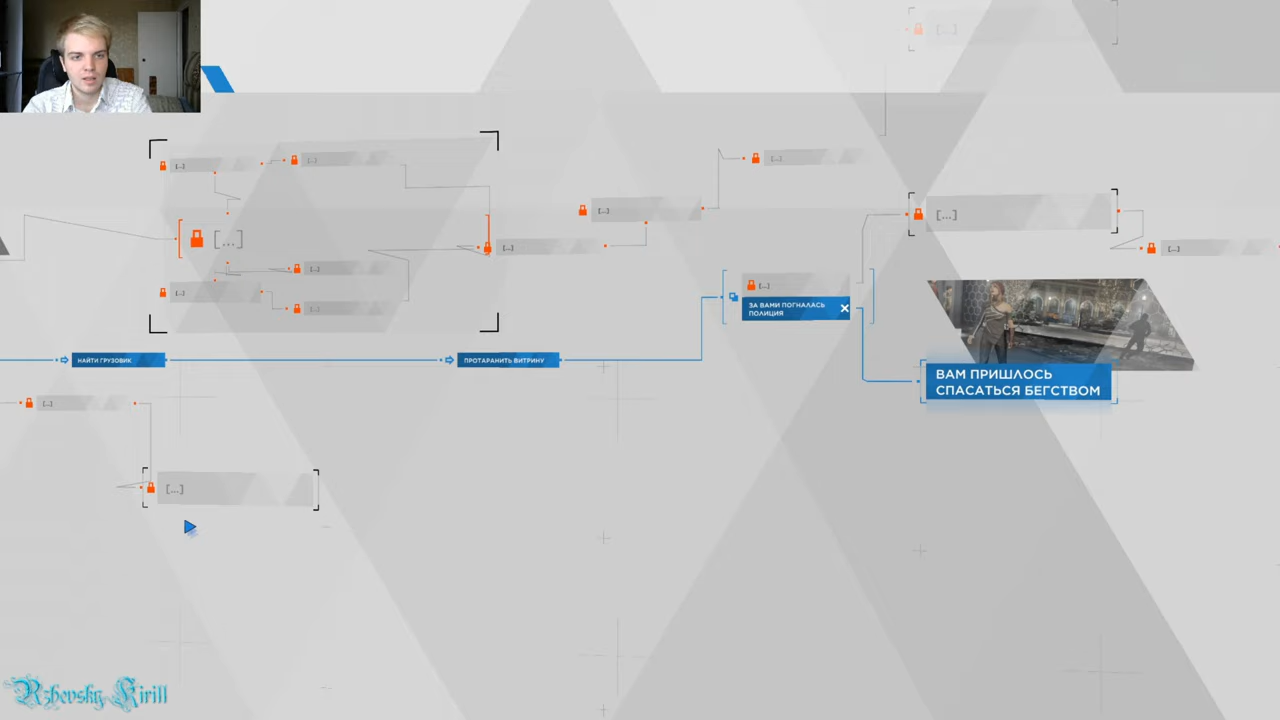 [...]
[...]
[...]
[...]
[...]
[...]
[...]
[...]
[...]
[...]
[...]
[...]
[...]
ЗА ВАМИ ПОГНАЛАСЬ
ПОЛИЦИЯ
НАЙТИ ГРУЗОВИК
ПРОТАРАНИТЬ ВИТРИНУ
ВАМ ПРИШЛОСЬ
СПАСАТЬСЯ БЕГСТВОМ
[...]
[...]
Rzhevsky Kirill